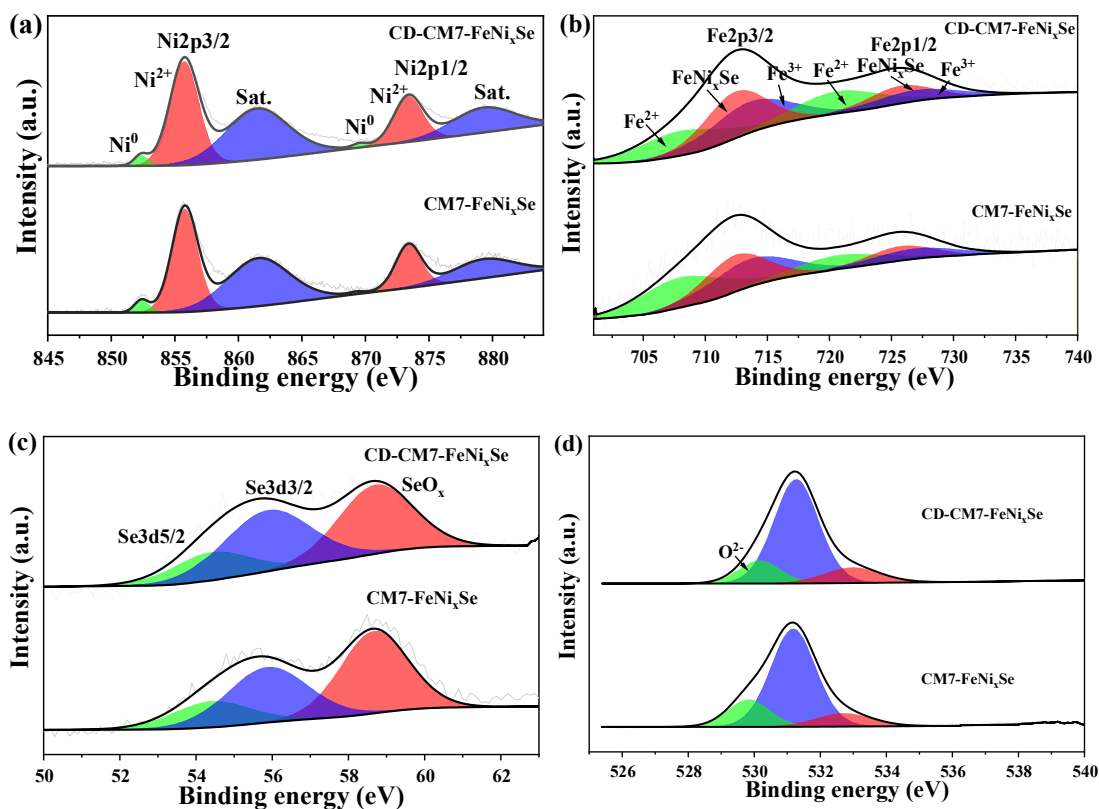 (a)
Ni2p3/2
CD-CM7-FeNiₓSe
Ni²⁺
Ni2p1/2
Sat.
Ni²⁺
Sat.
Ni⁰
Ni⁰
CM7-FeNiₓSe
Intensity (a.u.)
845 850 855 860 865 870 875 880
Binding energy (eV)
(b)
CD-CM7-FeNiₓSe
Fe2p3/2
Fe2p1/2
FeNiₓSe
Fe³⁺
Fe²⁺
FeNiₓSe
Fe³⁺
Fe²⁺
CM7-FeNiₓSe
Intensity (a.u.)
705 710 715 720 725 730 735 740
Binding energy (eV)
(c)
CD-CM7-FeNiₓSe
Se3d3/2
SeOₓ
Se3d5/2
CM7-FeNiₓSe
Intensity (a.u.)
50 52 54 56 58 60 62
Binding energy (eV)
(d)
CD-CM7-FeNiₓSe
O²⁻
CM7-FeNiₓSe
Intensity (a.u.)
526 528 530 532 534 536 538 540
Binding energy (eV)